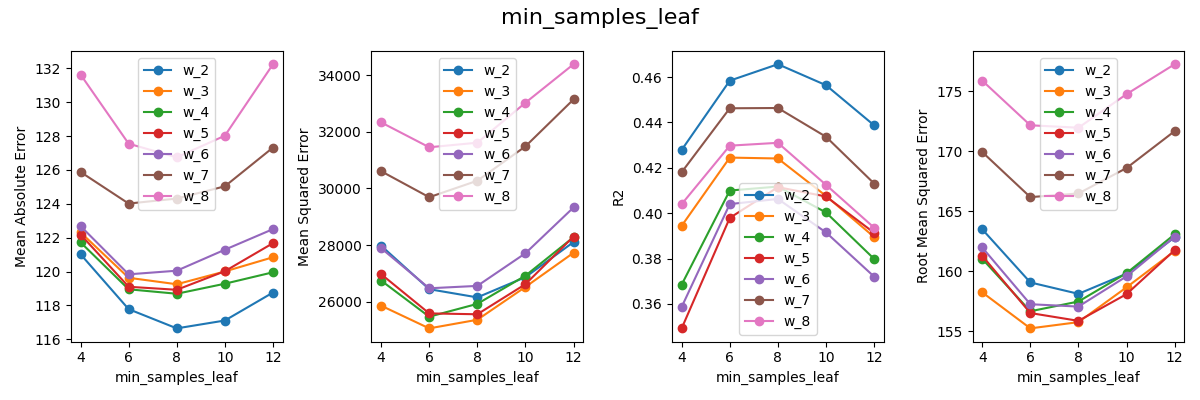 min_samples_leaf
Mean Absolute Error
132
130
128
126
124
122
120
118
116
4 6 8 10 12
min_samples_leaf
w_2
w_3
w_4
w_5
w_6
w_7
w_8
Mean Squared Error
34000
32000
30000
28000
26000
4 6 8 10 12
min_samples_leaf
w_2
w_3
w_4
w_5
w_6
w_7
w_8
R2
0.46
0.44
0.42
0.40
0.38
0.36
4 6 8 10 12
min_samples_leaf
w_2
w_3
w_4
w_5
w_6
w_7
w_8
Root Mean Squared Error
175
170
165
160
155
4 6 8 10 12
min_samples_leaf
w_2
w_3
w_4
w_5
w_6
w_7
w_8